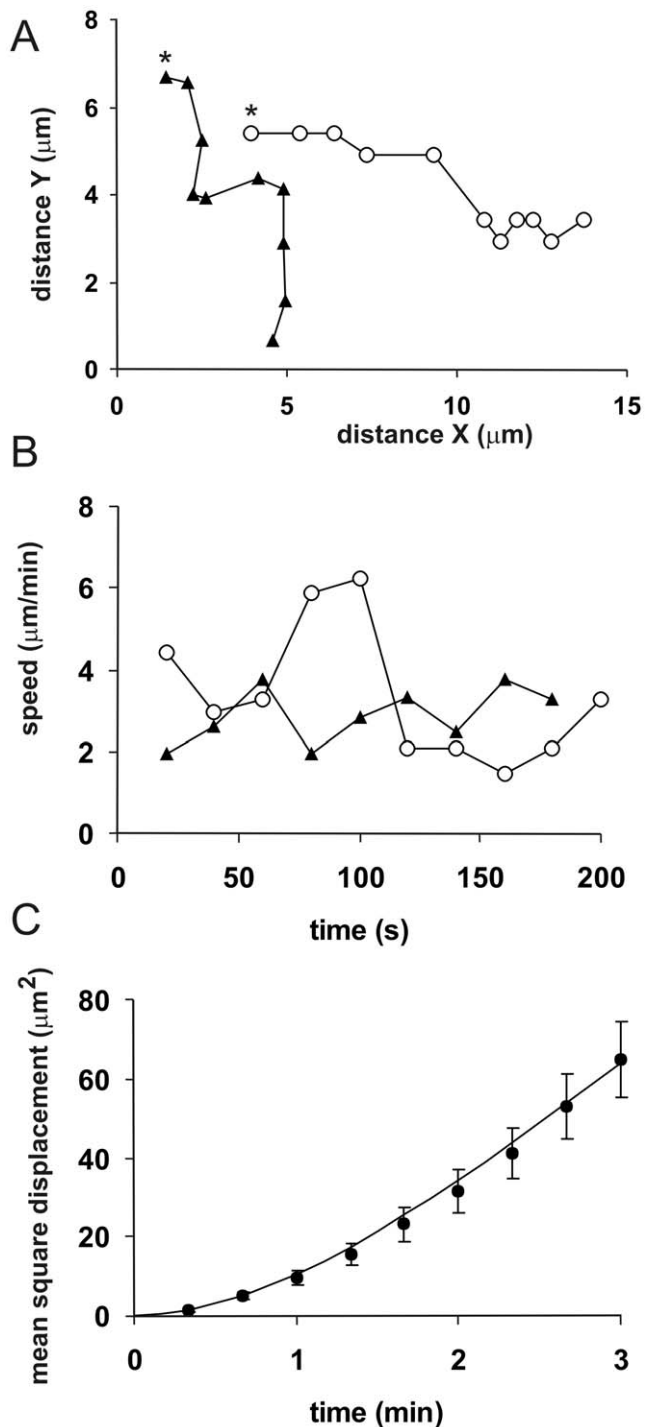 A
8
*
*
6
4
2
0
distance Y (μm)
0 5 10 15
distance X (μm)
B
8
6
4
2
0
speed (μm/min)
0 50 100 150 200
time (s)
C
80
60
40
20
0
mean square displacement (μm²)
0 1 2 3
time (min)